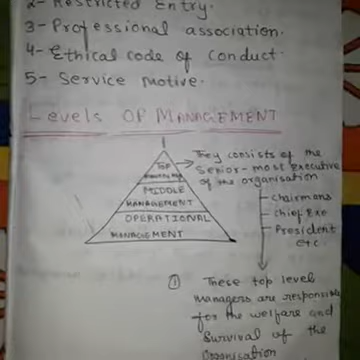 2- Restricted Entry.
3- Professional association.
4- Ethical code of conduct.
5- Service motive.
Levels OF MANAGEMENT
TOP
MIDDLE
MANAGEMENT
OPERATIONAL
MANAGEMENT
They consists of the
Senior-most executive
of the organisation
chairmans
chief Exe
President
etc
① These top level
managers are responsible
for the welfare and
Survival of the
Organisation